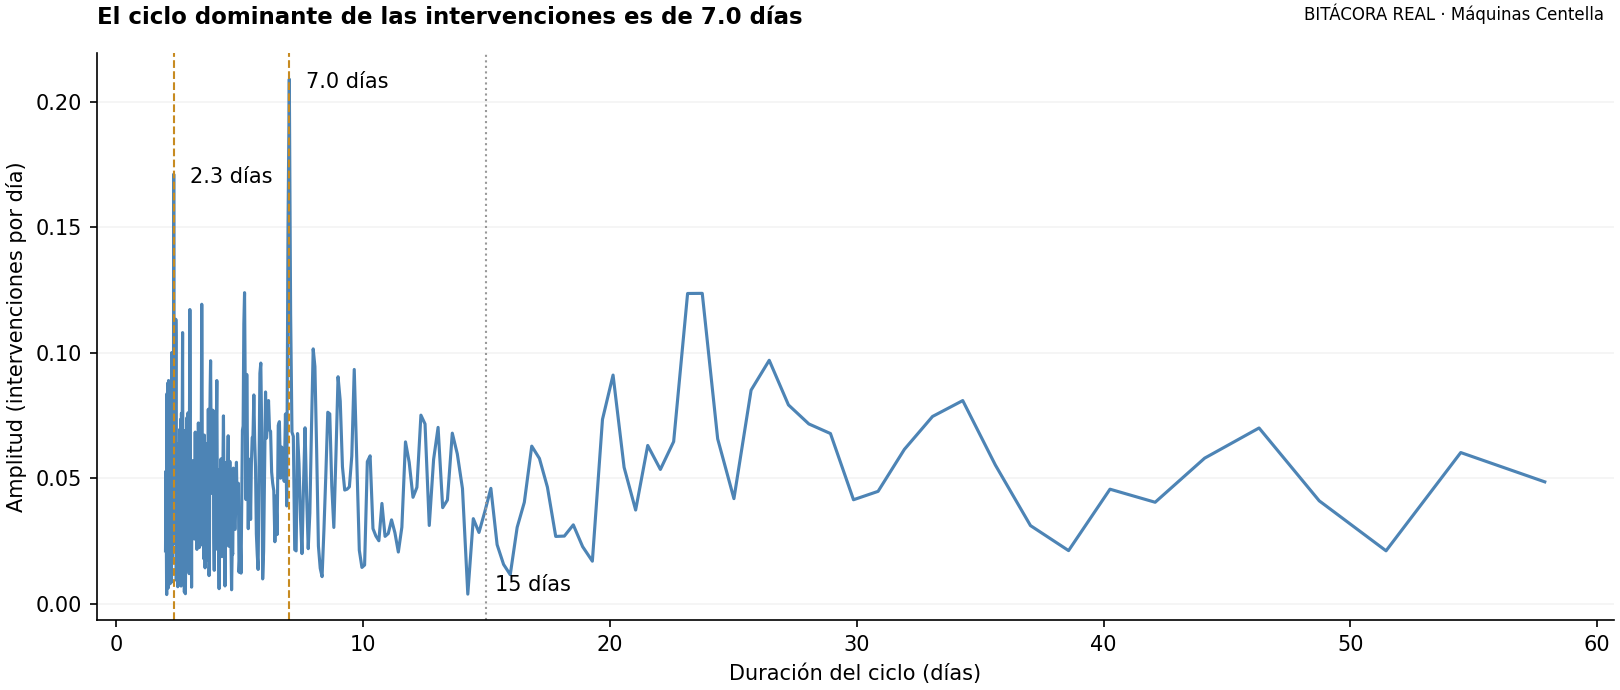 El ciclo dominante de las intervenciones es de 7.0 días
BITÁCORA REAL · Máquinas Centella
Amplitud (intervenciones por día)
0.20
0.15
0.10
0.05
0.00
7.0 días
2.3 días
15 días
0
10
20
30
40
50
60
Duración del ciclo (días)